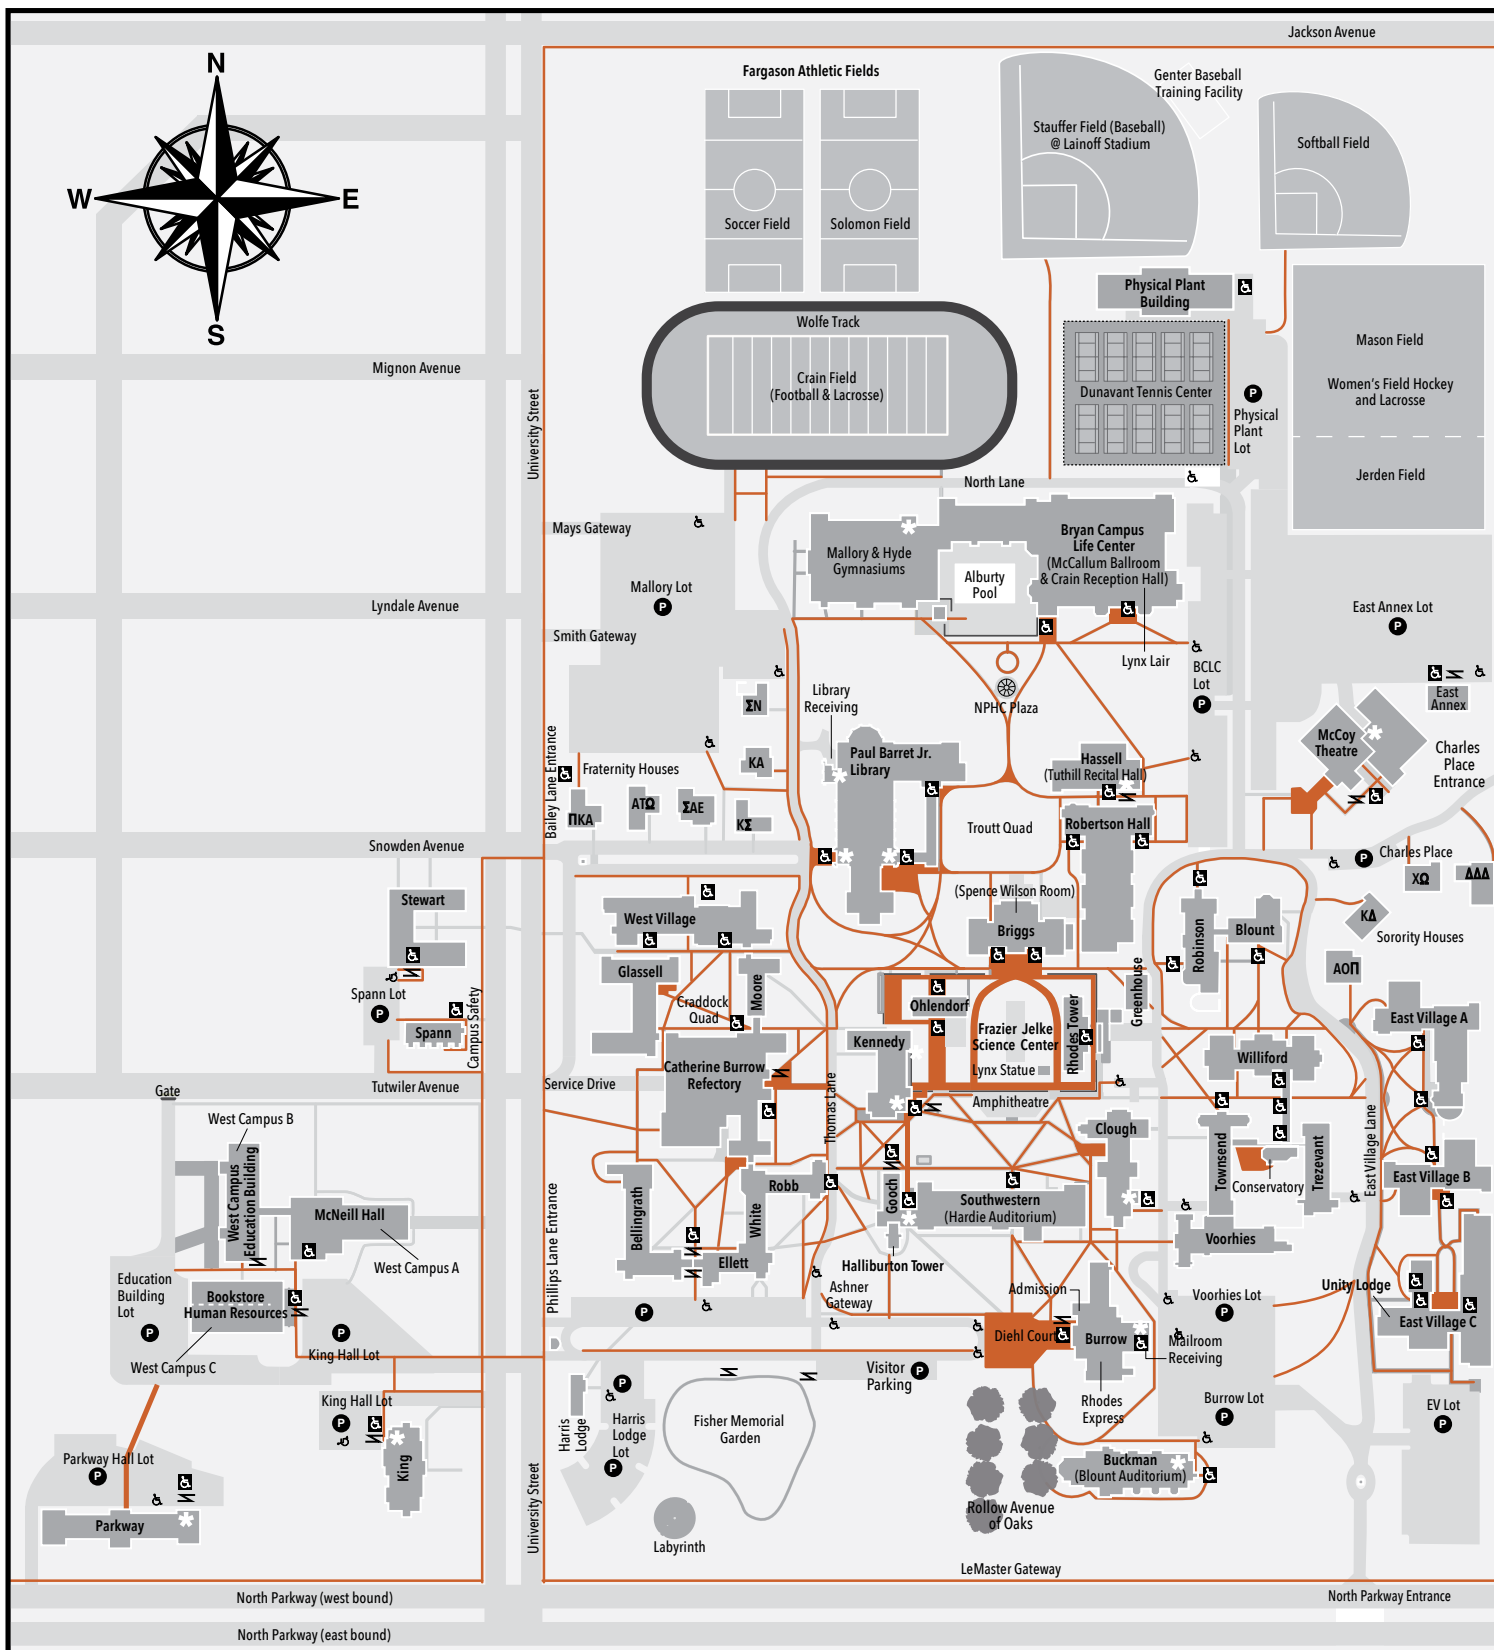 Jackson Avenue
N
W
E
S
Fargason Athletic Fields
Genter Baseball
Training Facility
Stauffer Field (Baseball)
@ Lainoff Stadium
Softball Field
Soccer Field
Solomon Field
Physical Plant
Building
Wolfe Track
Crain Field
(Football & Lacrosse)
Dunavant Tennis Center
Mason Field
Women's Field Hockey
and Lacrosse
Jerden Field
P
Physical
Plant
Lot
Mignon Avenue
University Street
North Lane
Mays Gateway
Mallory & Hyde
Gymnasiums
Bryan Campus
Life Center
(McCallum Ballroom
& Crain Reception Hall)
Alburty
Pool
Mallory Lot
P
Lyndale Avenue
Smith Gateway
East Annex Lot
P
Lynx Lair
BCLC
Lot
P
East
Annex
ΣΝ
Library
Receiving
NPHC Plaza
McCoy
Theatre
Charles
Place
Entrance
Bailey Lane Entrance
Fraternity Houses
ΚΑ
Paul Barret Jr.
Library
Hassell
(Tuthill Recital Hall)
ΠΚΑ
ΑΤΩ
ΣΑΕ
ΚΣ
Troutt Quad
Robertson Hall
Snowden Avenue
P
Charles Place
ΧΩ
ΔΔΔ
ΚΔ
Sorority Houses
ΑΟΠ
Stewart
West Village
(Spence Wilson Room)
Briggs
Robinson
Blount
Glassell
Moore
Craddock
Quad
Spann Lot
P
Spann
Campus Safety
Ohlendorf
Kennedy
Frazier Jelke
Science Center
Lynx Statue
Rhodes Tower
Greenhouse
East Village A
Williford
Catherine Burrow
Refectory
Tutwiler Avenue
Service Drive
Gate
Thomas Lane
Amphitheatre
Clough
East Village Lane
West Campus B
West Campus
Education Building
McNeill Hall
West Campus A
Townsend
Conservatory
Trezevant
East Village B
Bellingrath
Robb
White
Ellett
Gooch
Southwestern
(Hardie Auditorium)
Voorhies
Halliburton Tower
Phillips Lane Entrance
Education
Building
Lot
P
Bookstore
Human Resources
West Campus C
P
King Hall Lot
P
Ashner
Gateway
Admission
Diehl Court
Burrow
Mailroom
Receiving
Voorhies Lot
P
Unity Lodge
East Village C
Visitor
Parking
P
Rhodes
Express
Burrow Lot
P
EV Lot
P
King Hall Lot
P
King
Harris
Lodge
P
Harris
Lodge
Lot
P
Fisher Memorial
Garden
Parkway Hall Lot
P
Parkway
Buckman
(Blount Auditorium)
Rollow Avenue
of Oaks
University Street
Labyrinth
LeMaster Gateway
North Parkway (west bound)
North Parkway Entrance
North Parkway (east bound)